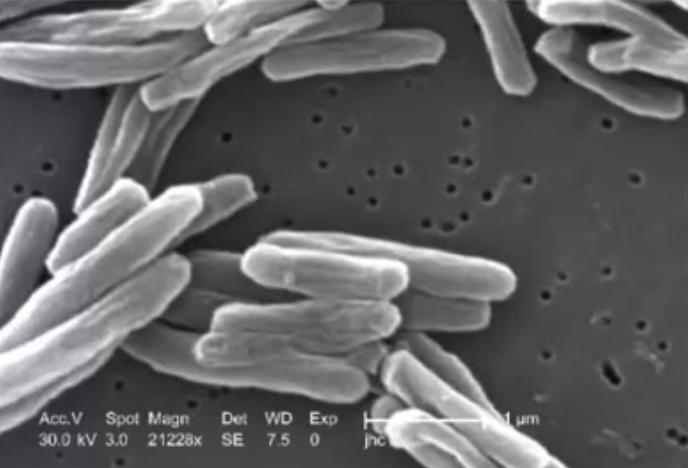 Acc.V Spot Magn Det WD Exp 1 µm
30.0 kV 3.0 21228x SE 7.5 0 jhc